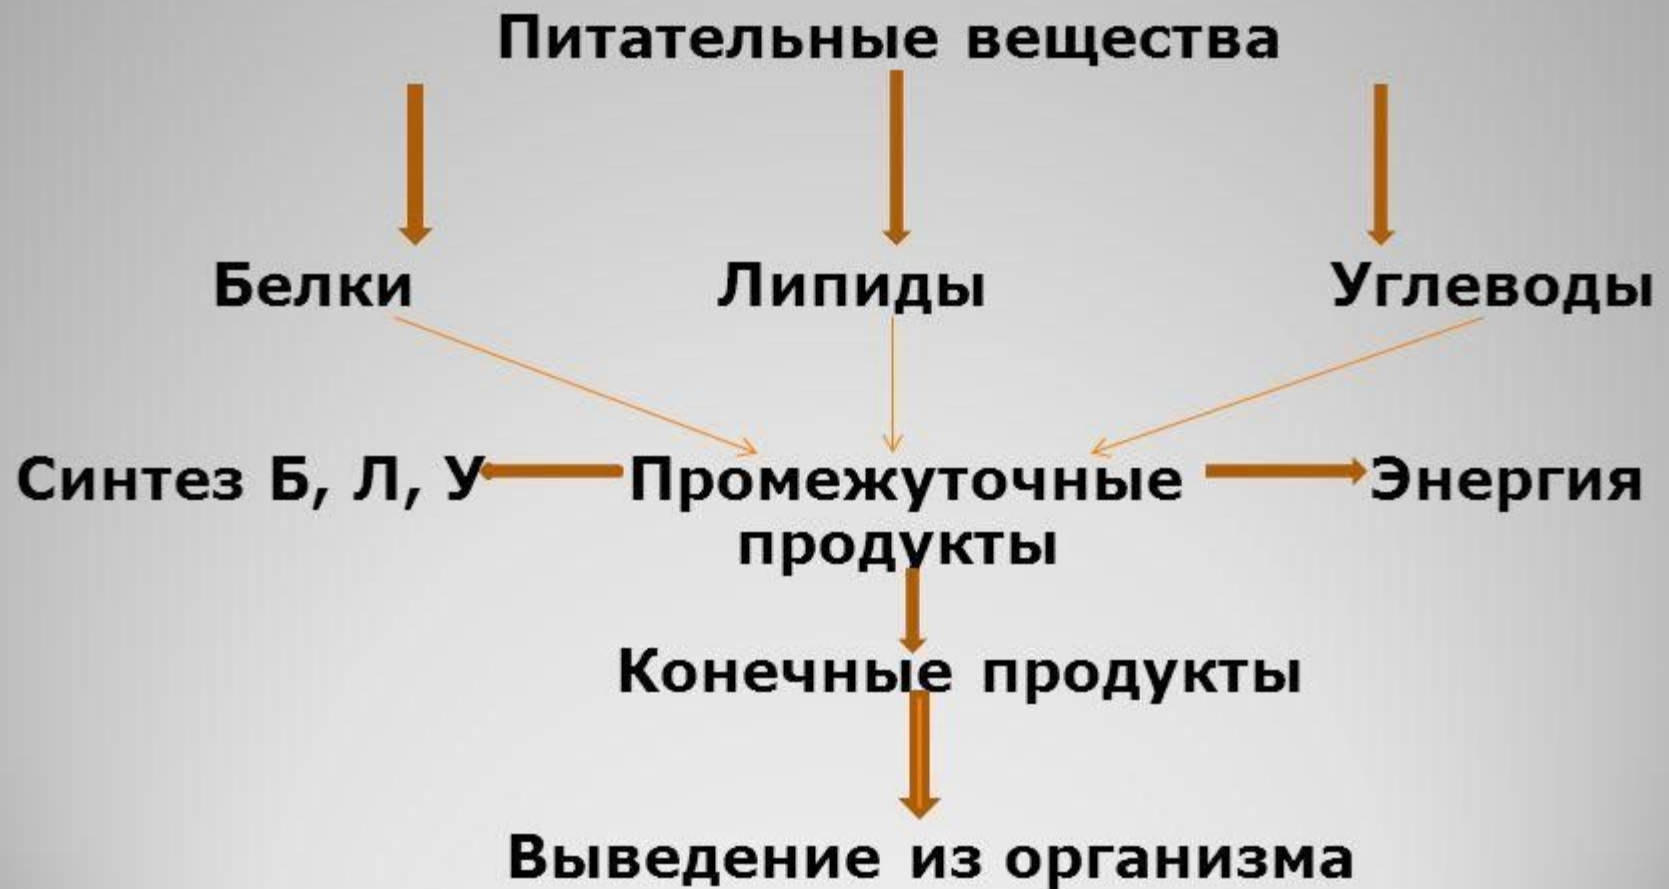 Питательные вещества
Белки Липиды Углеводы
Синтез Б, Л, У Промежуточные Энергия
продукты
Конечные продукты
Выведение из организма